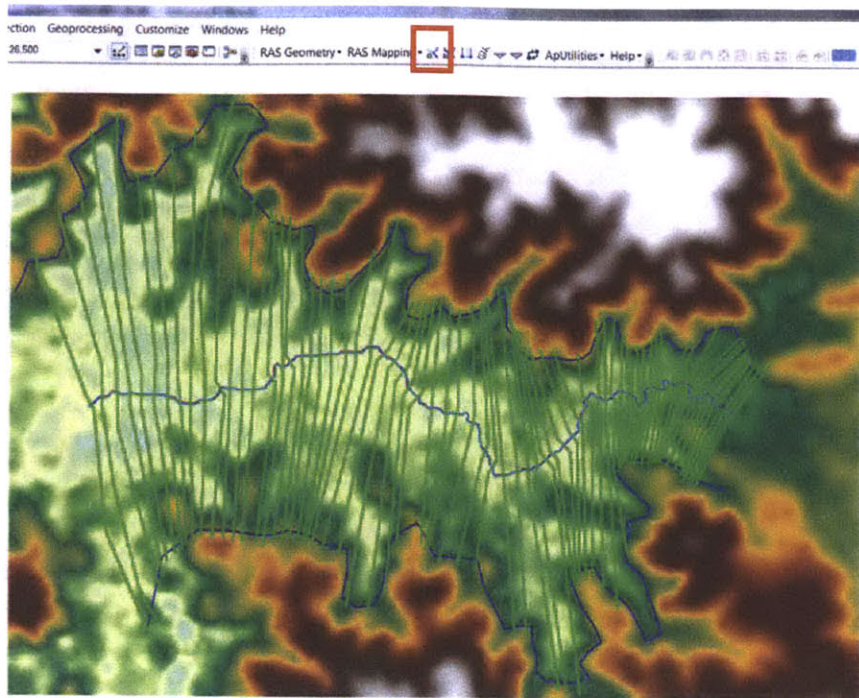 ction Geoprocessing Customize Windows Help
26.500 RAS Geometry RAS Mapping ApUtilities Help